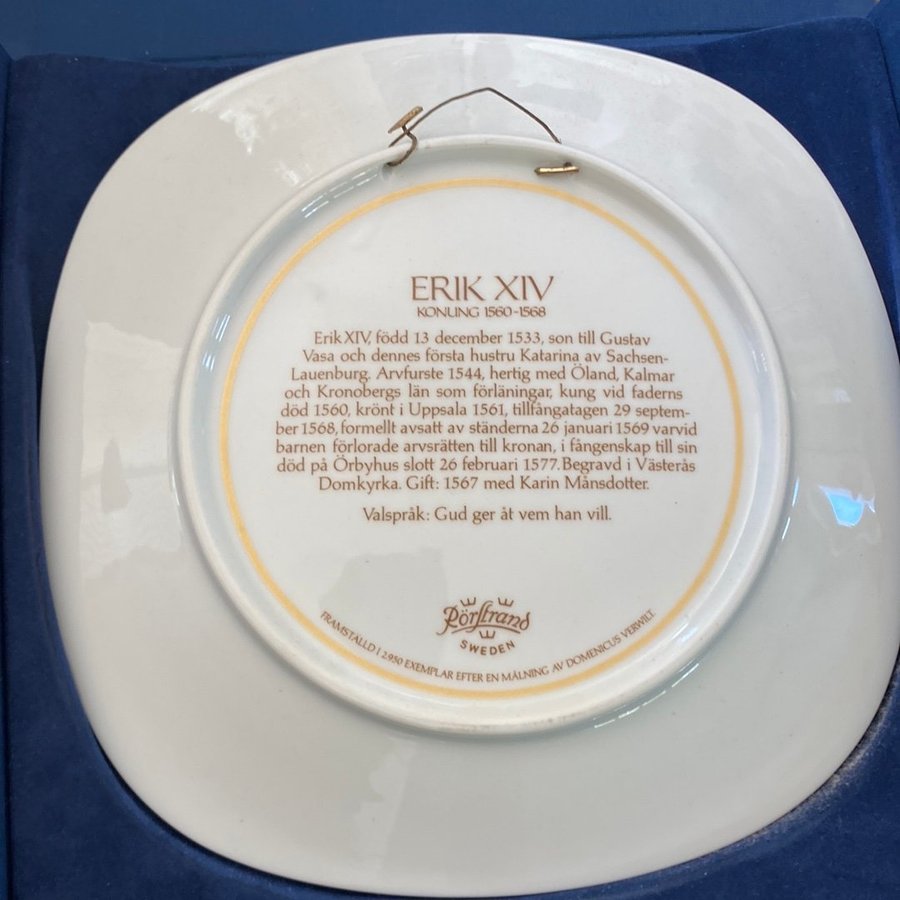 ERIK XIV
KONUNG 1560-1568
Erik XIV, född 13 december 1533, son till Gustav
Vasa och dennes första hustru Katarina av Sachsen-
Lauenburg. Arvfurste 1544, hertig med Öland, Kalmar
och Kronobergs län som förläningar, kung vid faderns
död 1560, krönt i Uppsala 1561, tillfångatagen 29 septem-
ber 1568, formellt avsatt av ständerna 26 januari 1569 varvid
barnen förlorade arvsrätten till kronan, i fångenskap till sin
död på Örbyhus slott 26 februari 1577. Begravd i Västerås
Domkyrka. Gift: 1567 med Karin Månsdotter.
Valspråk: Gud ger åt vem han vill.
Rörstrand
SWEDEN
FRAMSTÄLLD I 2.950 EXEMPLAR EFTER EN MÅLNING AV DOMENICUS VERWILT.